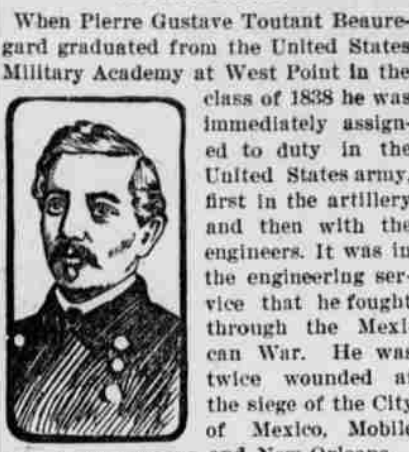 When Pierre Gustave Toutant Beaure-
gard graduated from the United States
Military Academy at West Point in the
class of 1838 he was
immediately assign-
ed to duty in the
United States army,
first in the artillery
and then with the
engineers. It was in
the engineering ser-
vice that he fought
through the Mexi
can War. He was
twice wounded at
the siege of the City
of Mexico, Mobile
and New Orleans